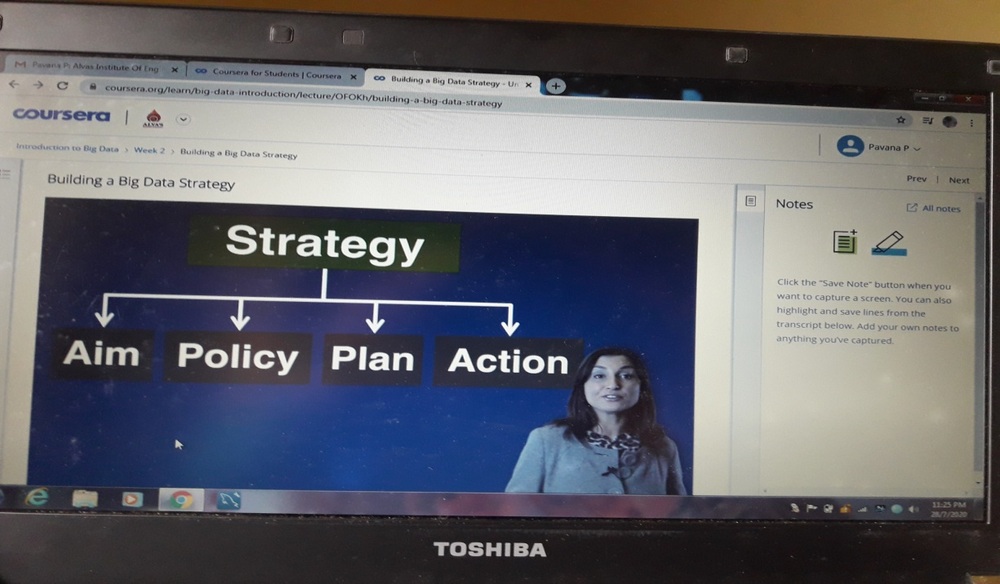 Pavana P. Alvas Institute Of Eng
Coursera for Students | Coursera
Building a Big Data Strategy - Un
coursera.org/learn/big-data-introduction/lecture/OFOKh/building-a-big-data-strategy
coursera
ALVA'S
Pavana P
Introduction to Big Data > Week 2 > Building a Big Data Strategy
Prev | Next
Building a Big Data Strategy
Notes
All notes
Click the "Save Note" button when you
want to capture a screen. You can also
highlight and save lines from the
transcript below. Add your own notes to
anything you've captured.
Strategy
Aim Policy Plan Action
11:25 PM
28/7/2020
TOSHIBA